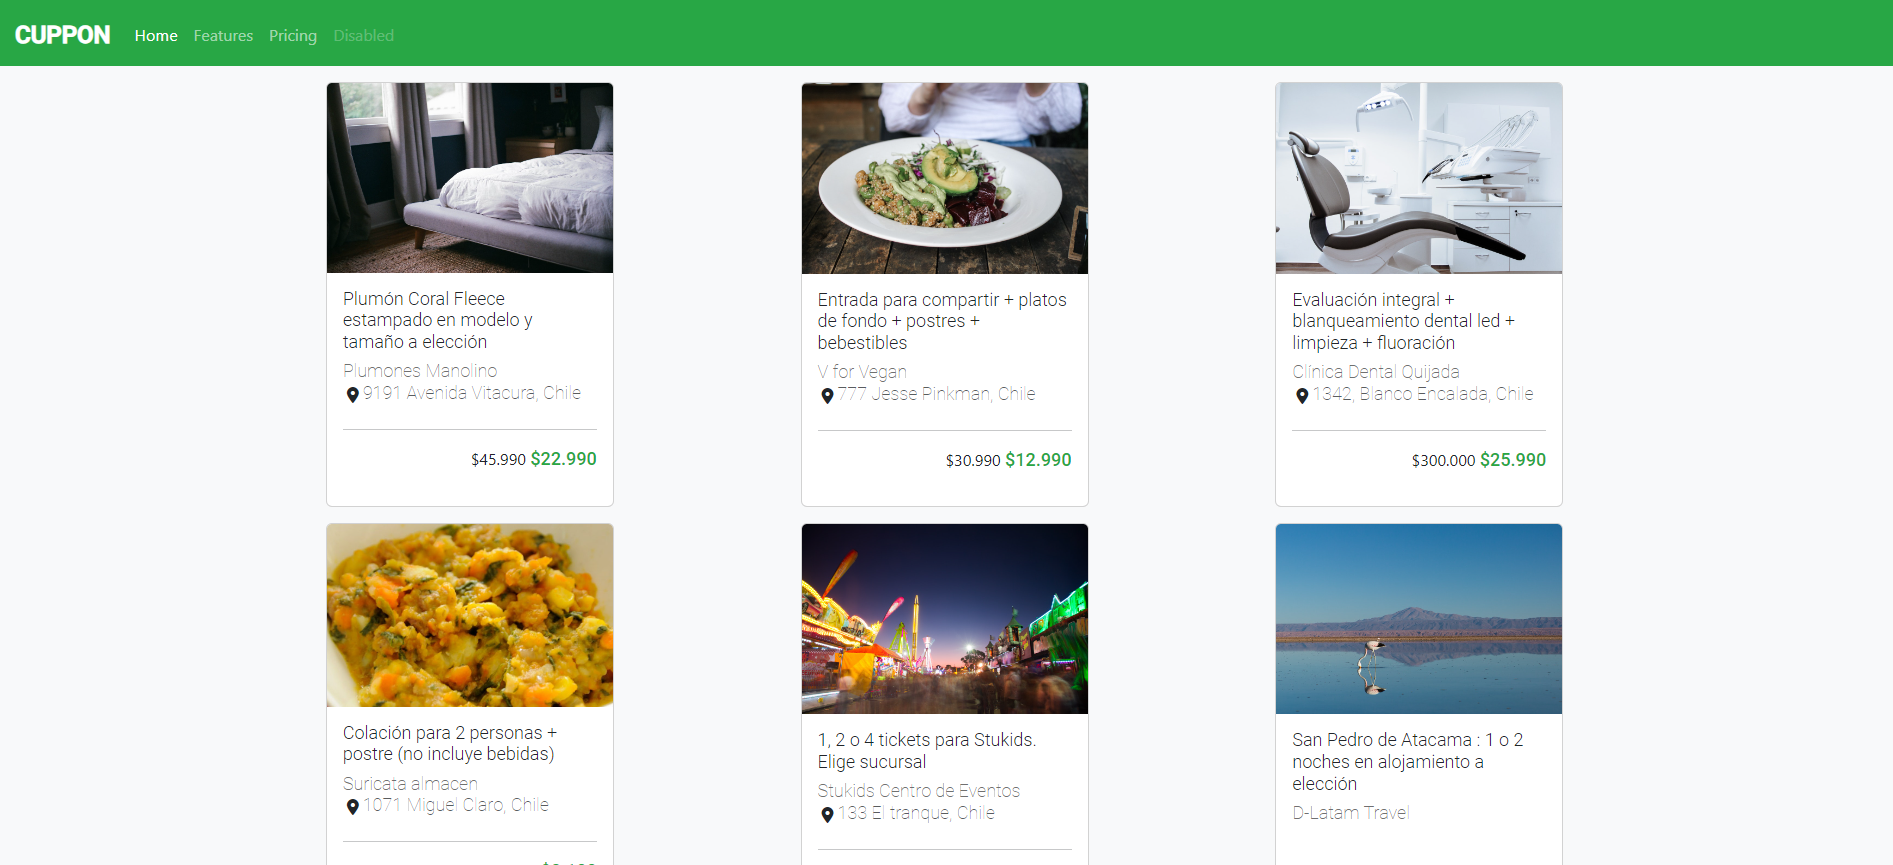 CUPPON Home Features Pricing Disabled
Plumón Coral Fleece
estampado en modelo y
tamaño a elección
Plumones Manolino
9191 Avenida Vitacura, Chile
$45.990 $22.990
Entrada para compartir + platos
de fondo + postres +
bebestibles
V for Vegan
777 Jesse Pinkman, Chile
$30.990 $12.990
Evaluación integral +
blanqueamiento dental led +
limpieza + fluoración
Clínica Dental Quijada
1342, Blanco Encalada, Chile
$300.000 $25.990
Colación para 2 personas +
postre (no incluye bebidas)
Suricata almacen
1071 Miguel Claro, Chile
1, 2 o 4 tickets para Stukids.
Elige sucursal
Stukids Centro de Eventos
133 El tranque, Chile
San Pedro de Atacama : 1 o 2
noches en alojamiento a
elección
D-Latam Travel